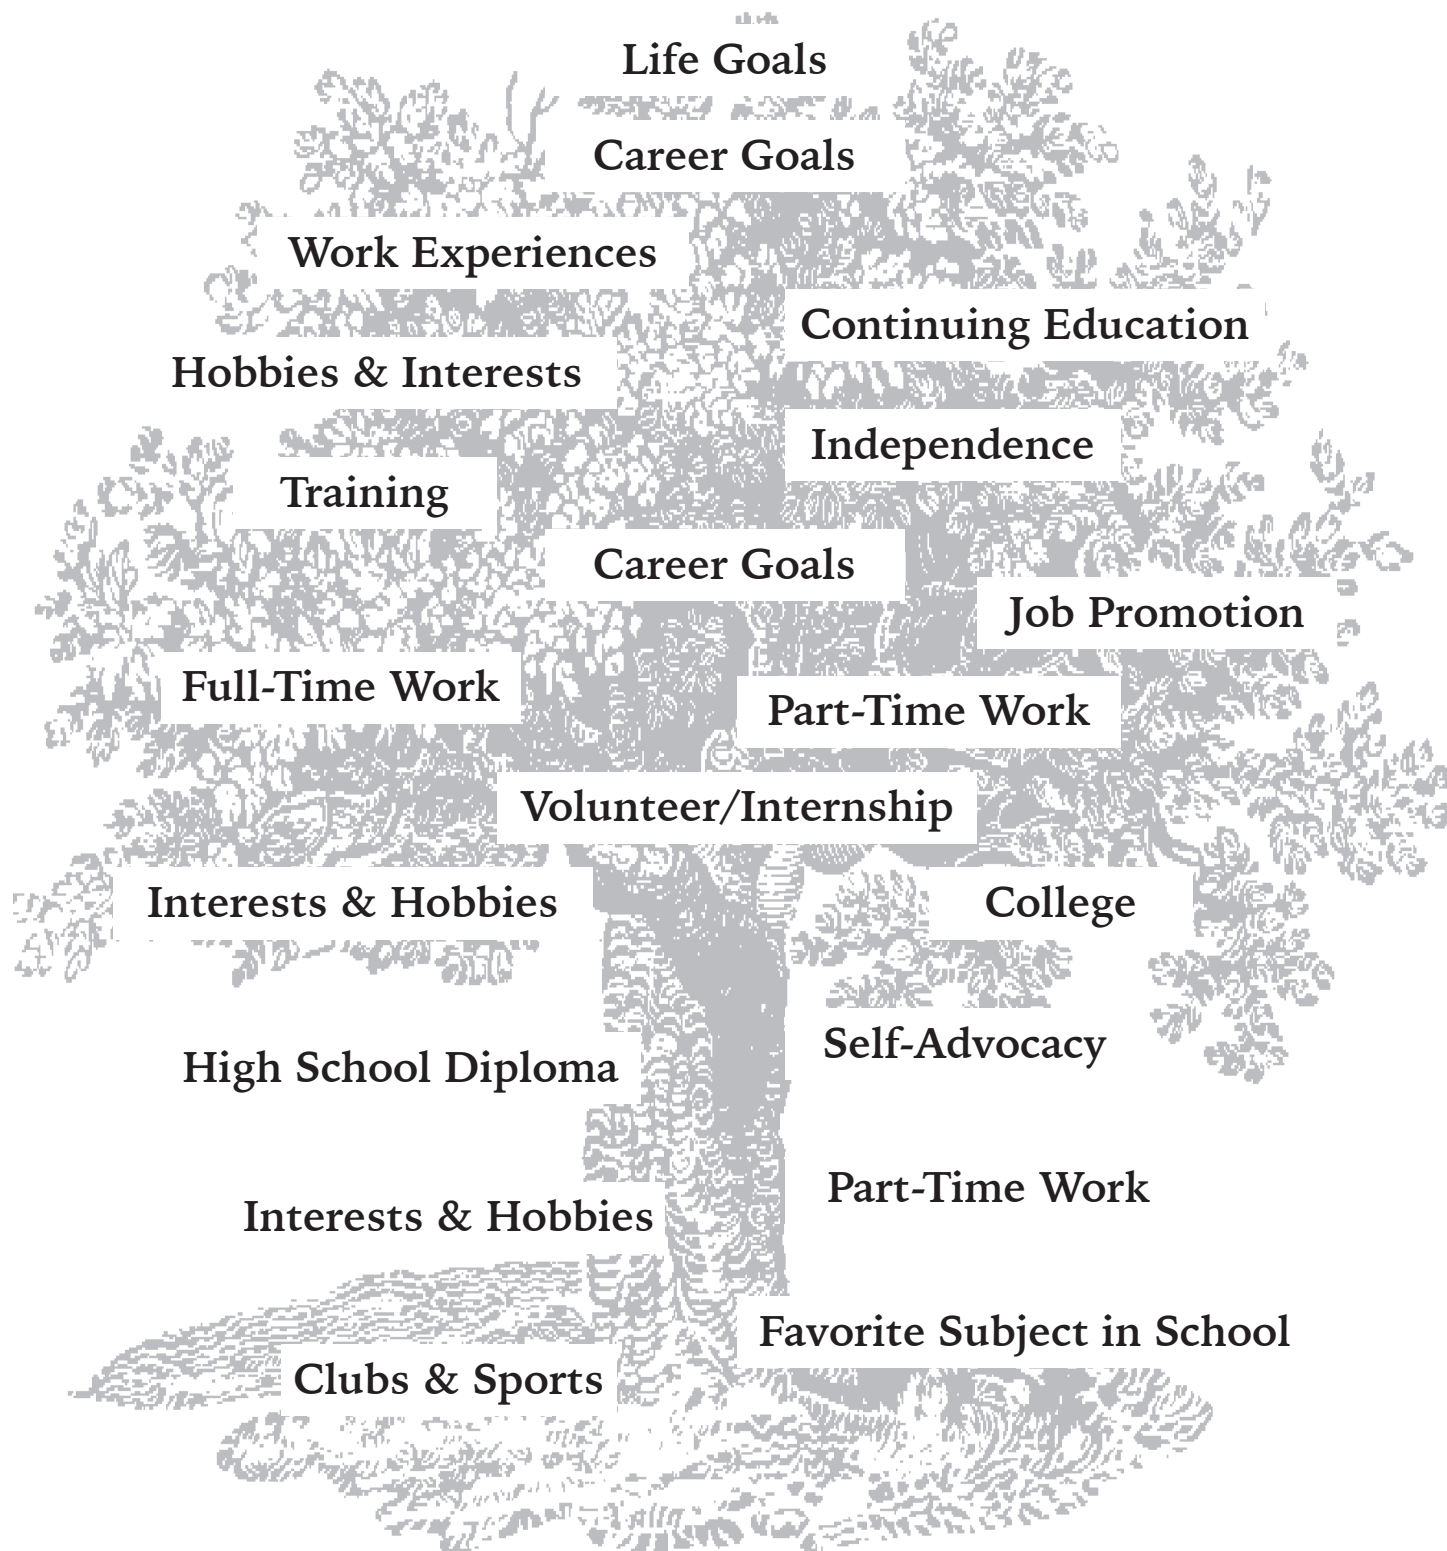 Life Goals
Career Goals
Work Experiences
Continuing Education
Hobbies & Interests
Independence
Training
Career Goals
Job Promotion
Full-Time Work
Part-Time Work
Volunteer/Internship
Interests & Hobbies
College
Self-Advocacy
High School Diploma
Part-Time Work
Interests & Hobbies
Favorite Subject in School
Clubs & Sports